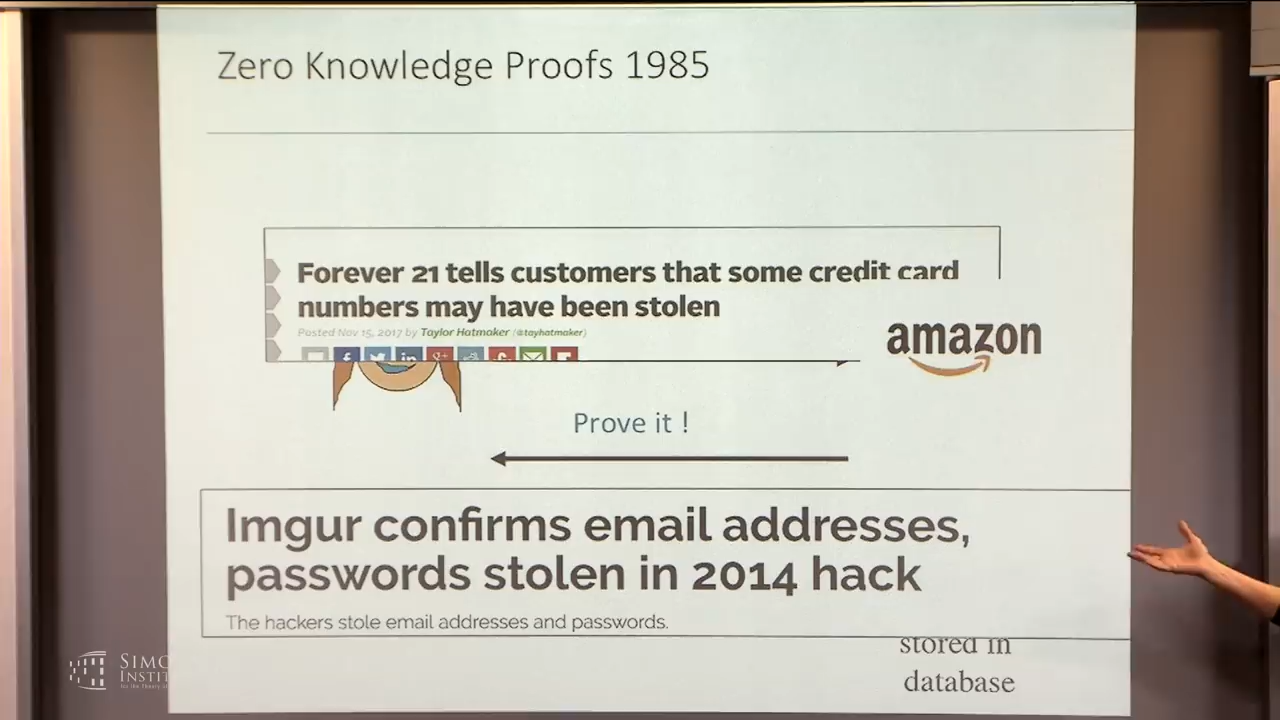 Zero Knowledge Proofs 1985
Forever 21 tells customers that some credit card
numbers may have been stolen
Posted Nov 15, 2017 by Taylor Hatmaker (@tayhatmaker)
amazon
Prove it !
Imgur confirms email addresses,
passwords stolen in 2014 hack
The hackers stole email addresses and passwords.
stored in
database